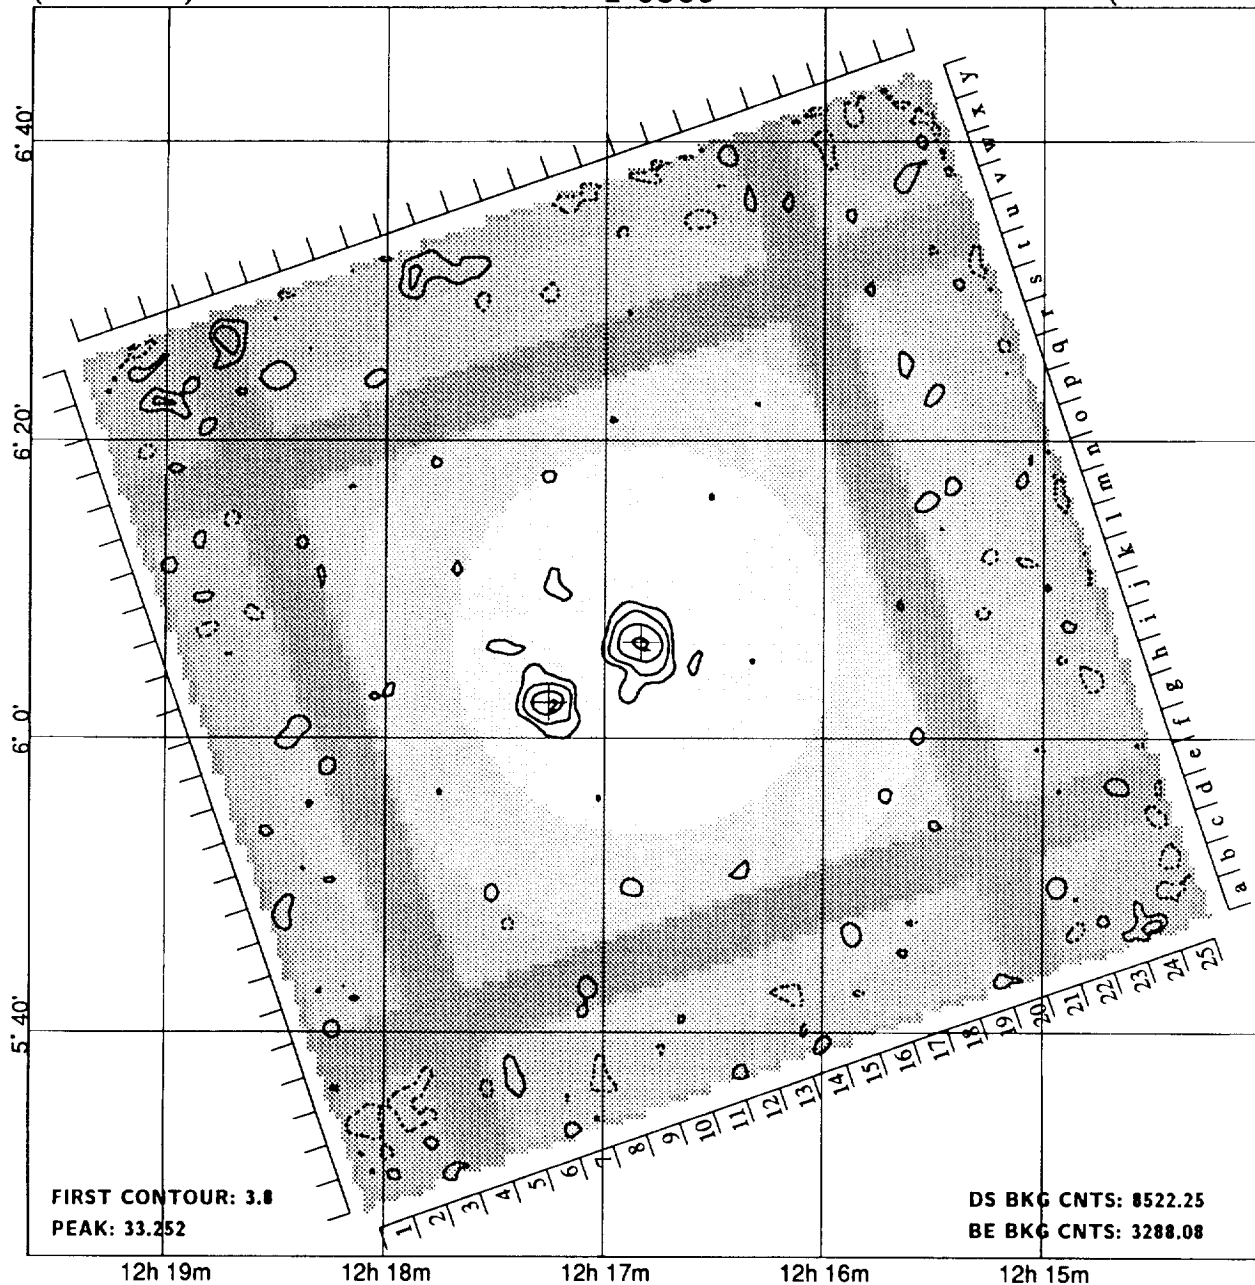 6° 40'
6° 20'
6° 0'
5° 40'
a b c d e f g h i j k l m n o p q r s t u v w x y
1 2 3 4 5 6 7 8 9 10 11 12 13 14 15 16 17 18 19 20 21 22 23 24 25
FIRST CONTOUR: 3.8
PEAK: 33.252
DS BKG CNTS: 8522.25
BE BKG CNTS: 3288.08
12h 19m
12h 18m
12h 17m
12h 16m
12h 15m